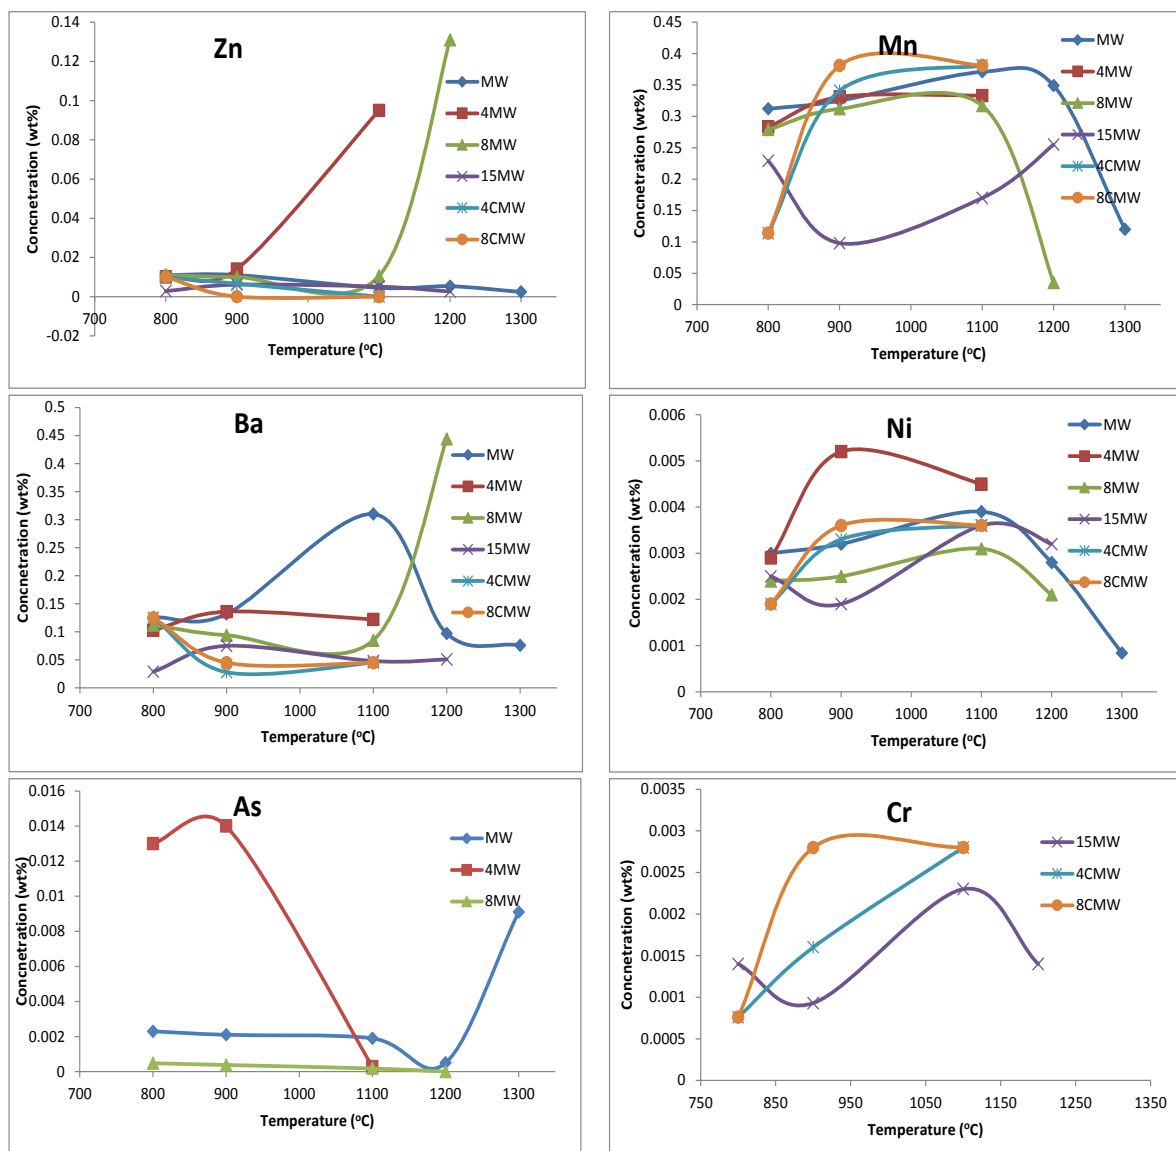 Zn
Concnetration (wt%)
0.14
0.12
0.1
0.08
0.06
0.04
0.02
0
-0.02
700 800 900 1000 1100 1200 1300
Temperature (°C)
MW
4MW
8MW
15MW
4CMW
8CMW
Mn
Concnetration (wt%)
0.45
0.4
0.35
0.3
0.25
0.2
0.15
0.1
0.05
0
700 800 900 1000 1100 1200 1300
Temperature (°C)
MW
4MW
8MW
15MW
4CMW
8CMW
Ba
Concnetration (wt%)
0.5
0.45
0.4
0.35
0.3
0.25
0.2
0.15
0.1
0.05
0
700 800 900 1000 1100 1200 1300
Temperature (°C)
MW
4MW
8MW
15MW
4CMW
8CMW
Ni
Concnetration (wt%)
0.006
0.005
0.004
0.003
0.002
0.001
0
700 800 900 1000 1100 1200 1300
Temperature (°C)
MW
4MW
8MW
15MW
4CMW
8CMW
As
Concnetration (wt%)
0.016
0.014
0.012
0.01
0.008
0.006
0.004
0.002
0
700 800 900 1000 1100 1200 1300
Temperature (°C)
MW
4MW
8MW
Cr
Concnetration (wt%)
0.0035
0.003
0.0025
0.002
0.0015
0.001
0.0005
0
750 850 950 1050 1150 1250 1350
Temperature (°C)
15MW
4CMW
8CMW